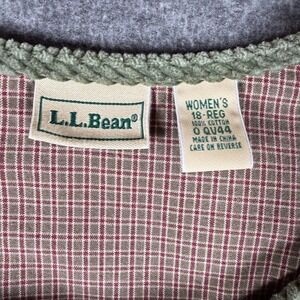 L.L.Bean®
WOMEN'S
18-REG
100% COTTON
0 QU44
MADE IN CHINA
CARE ON REVERSE